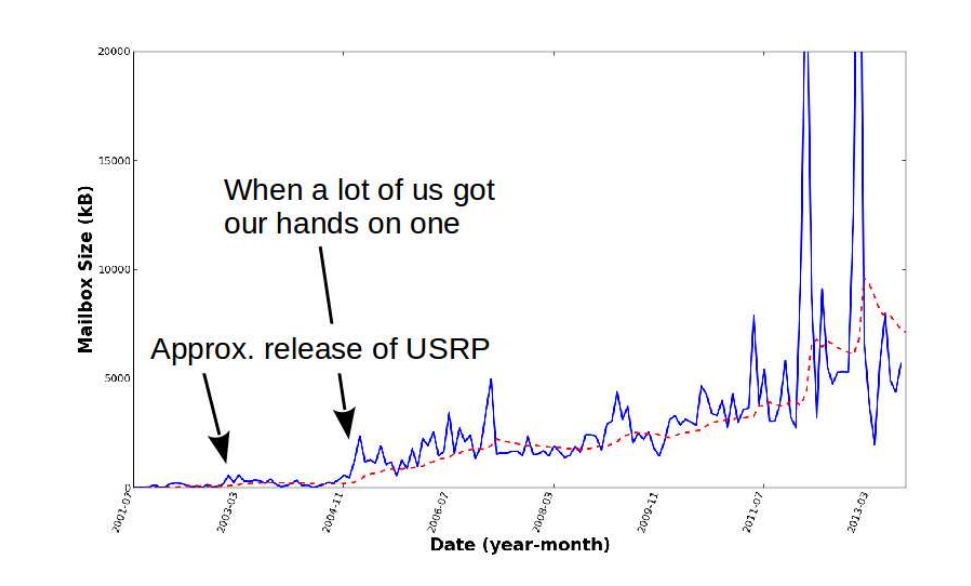 20000
15000
10000
5000
0
Mailbox Size (kB)
When a lot of us got
our hands on one
Approx. release of USRP
2001-07
2003-03
2004-11
2006-07
2008-03
2009-11
2011-07
2013-03
Date (year-month)